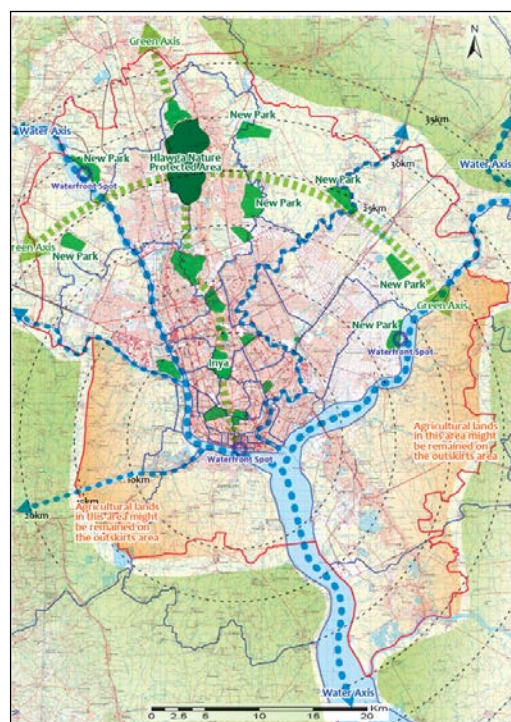 Green Axis
N
35km
Water Axis
New Park
New Park
30km
Water Axis
Hlawga Nature
Protected Area
Waterfront Spot
New Park
25km
New Park
Green Axis
New Park
New Park
Green Axis
New Park
Waterfront Spot
Inya
Agricultural lands
in this area might
be remained on
the outskirts area
Waterfront Spot
10km
Agricultural lands
in this area might
be remained on
the outskirts area
20km
Water Axis
Km
0 2.5 5 10 15 20